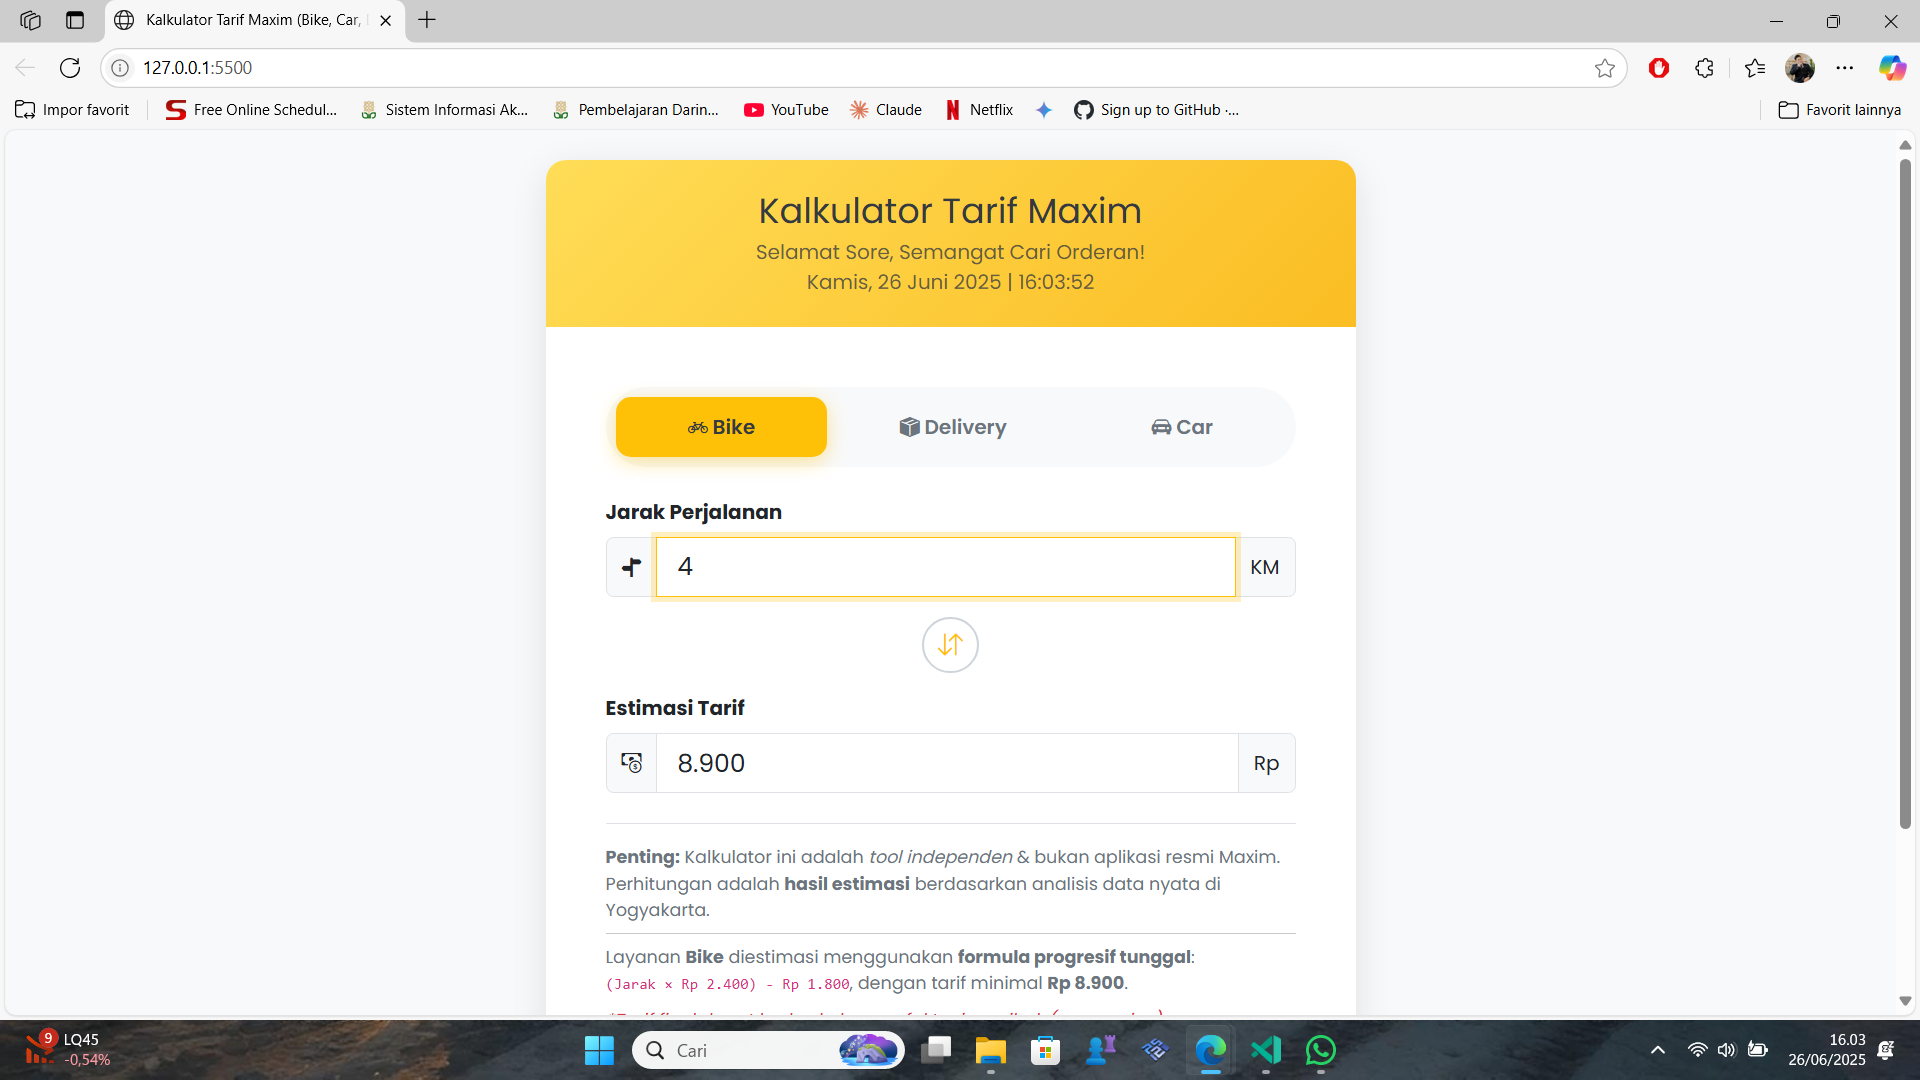 Kalkulator Tarif Maxim (Bike, Car,
127.0.0.1:5500
Impor favorit
Free Online Schedul...
Sistem Informasi Ak...
Pembelajaran Darin...
YouTube
Claude
Netflix
Sign up to GitHub ·...
Favorit lainnya
Kalkulator Tarif Maxim
Selamat Sore, Semangat Cari Orderan!
Kamis, 26 Juni 2025 | 16:03:52
Bike
Delivery
Car
Jarak Perjalanan
4
KM
Estimasi Tarif
8.900
Rp
Penting: Kalkulator ini adalah tool independen & bukan aplikasi resmi Maxim.
Perhitungan adalah hasil estimasi berdasarkan analisis data nyata di
Yogyakarta.
Layanan Bike diestimasi menggunakan formula progresif tunggal:
(Jarak × Rp 2.400) - Rp 1.800, dengan tarif minimal Rp 8.900.
9
LQ45
-0,54%
Cari
16.03
26/06/2025